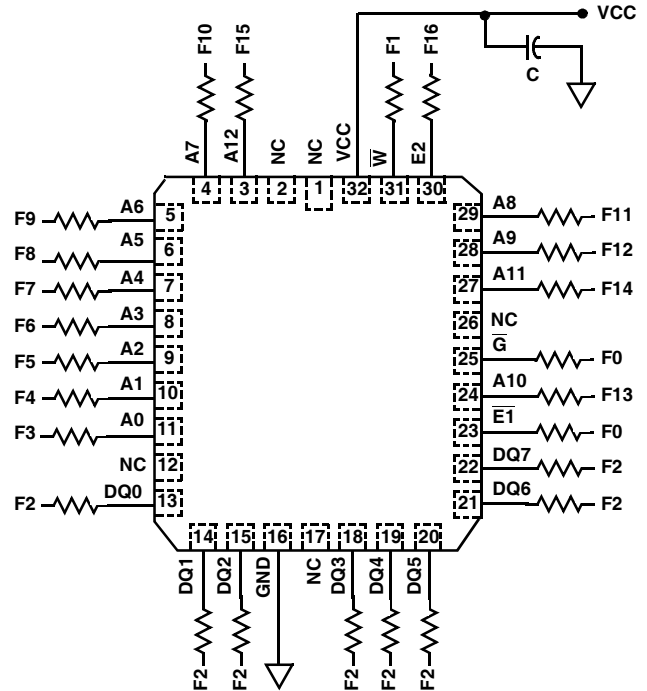 VCC
C
F10 F15 F1 F16
A7 A12 NC NC VCC W̅ E2
4 3 2 1 32 31 30
F9 A6 5
F8 A5 6
F7 A4 7
F6 A3 8
F5 A2 9
F4 A1 10
F3 A0 11
NC 12
F2 DQ0 13
29 A8 F11
28 A9 F12
27 A11 F14
26 NC
25 G̅ F0
24 A10 F13
23 E̅1̅ F0
22 DQ7 F2
21 DQ6 F2
14 15 16 17 18 19 20
DQ1 DQ2 GND NC DQ3 DQ4 DQ5
F2 F2 F2 F2 F2